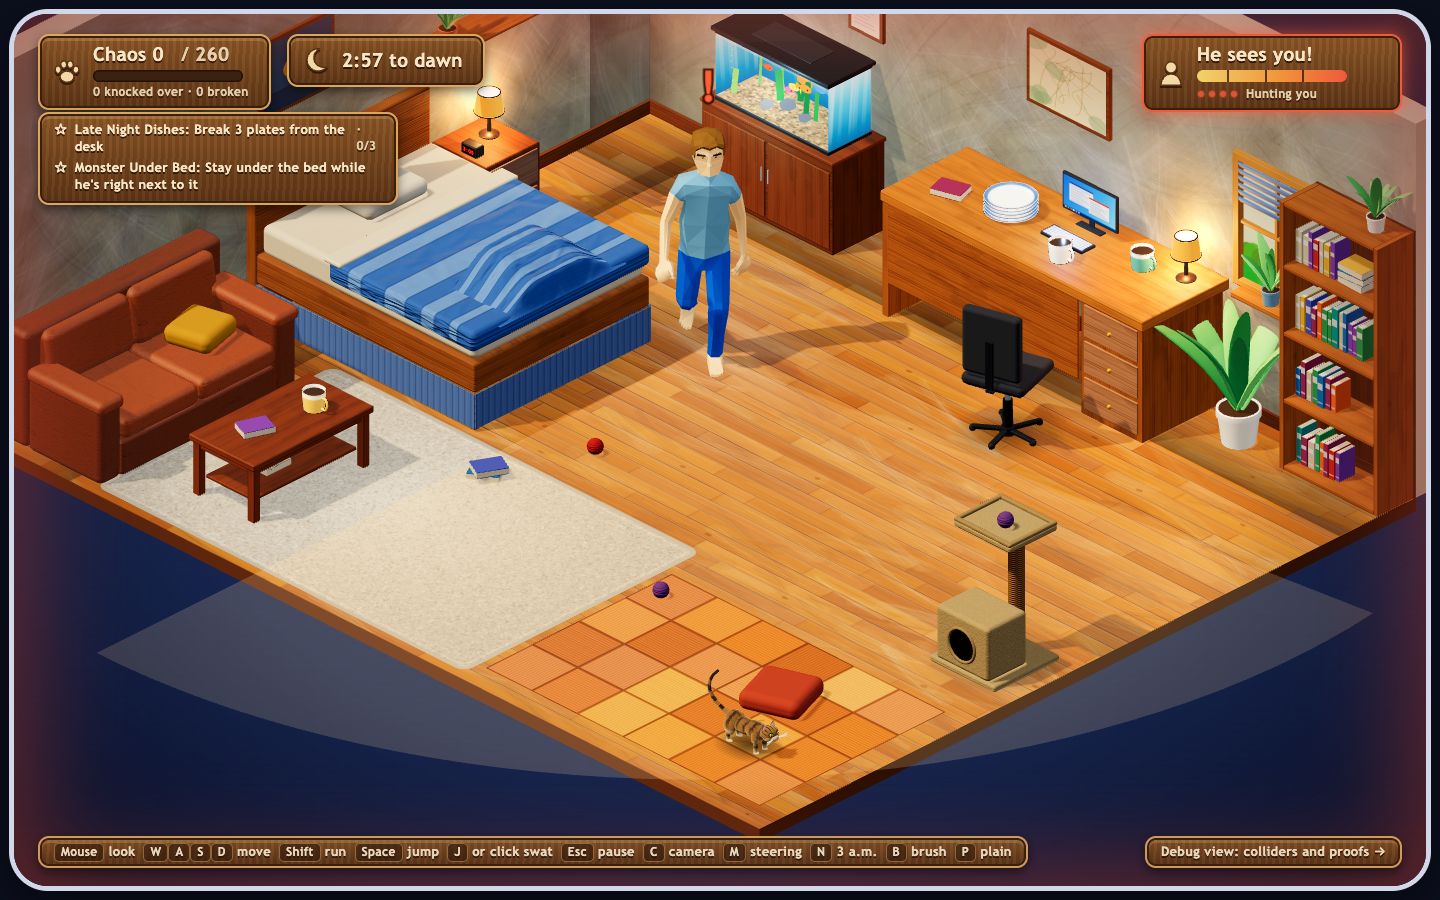 Chaos 0 / 260
0 knocked over · 0 broken
2:57 to dawn
He sees you!
Hunting you
☆ Late Night Dishes: Break 3 plates from the desk · 0/3
☆ Monster Under Bed: Stay under the bed while he's right next to it
!
Mouse look W A S D move Shift run Space jump J or click swat Esc pause C camera M steering N 3 a.m. B brush P plain
Debug view: colliders and proofs →